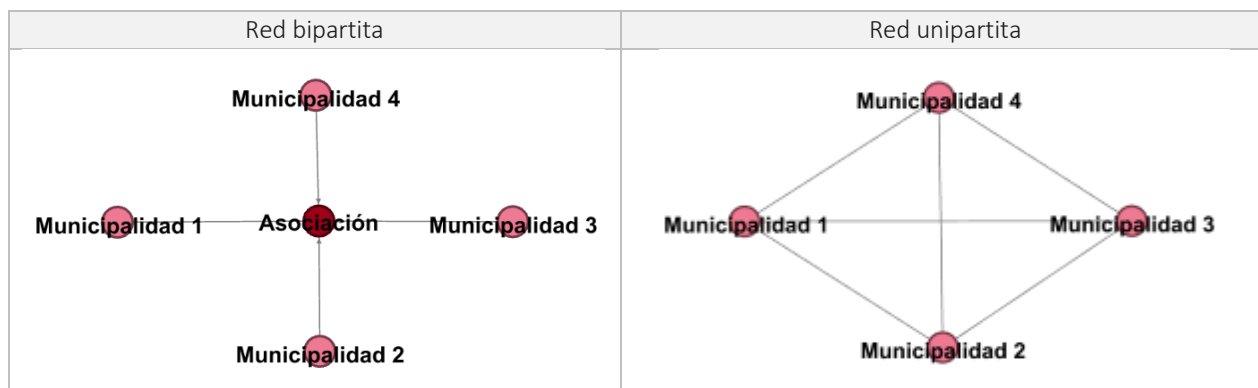 Red bipartita
Red unipartita
Municipalidad 4
Municipalidad 1
Asociación
Municipalidad 3
Municipalidad 2
Municipalidad 4
Municipalidad 1
Municipalidad 3
Municipalidad 2